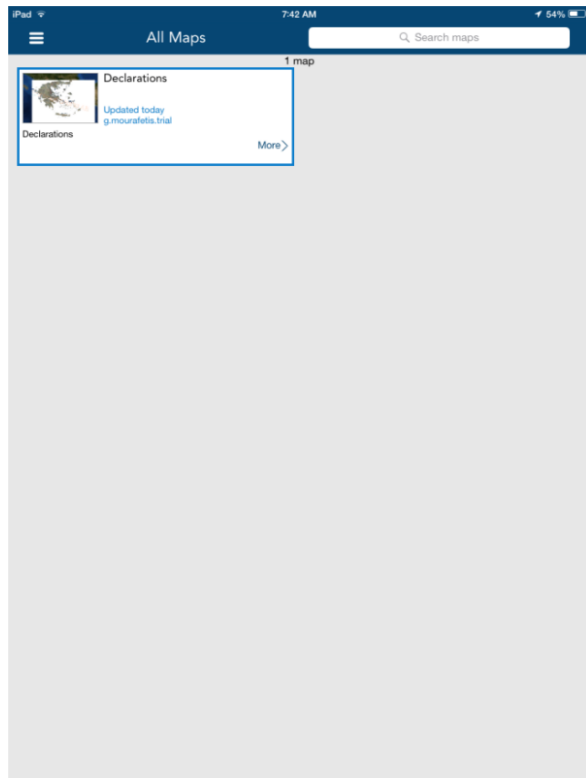 iPad 7:42 AM 54%
All Maps Search maps
1 map
Declarations
Updated today
g.mourafetis.trial
Declarations
More